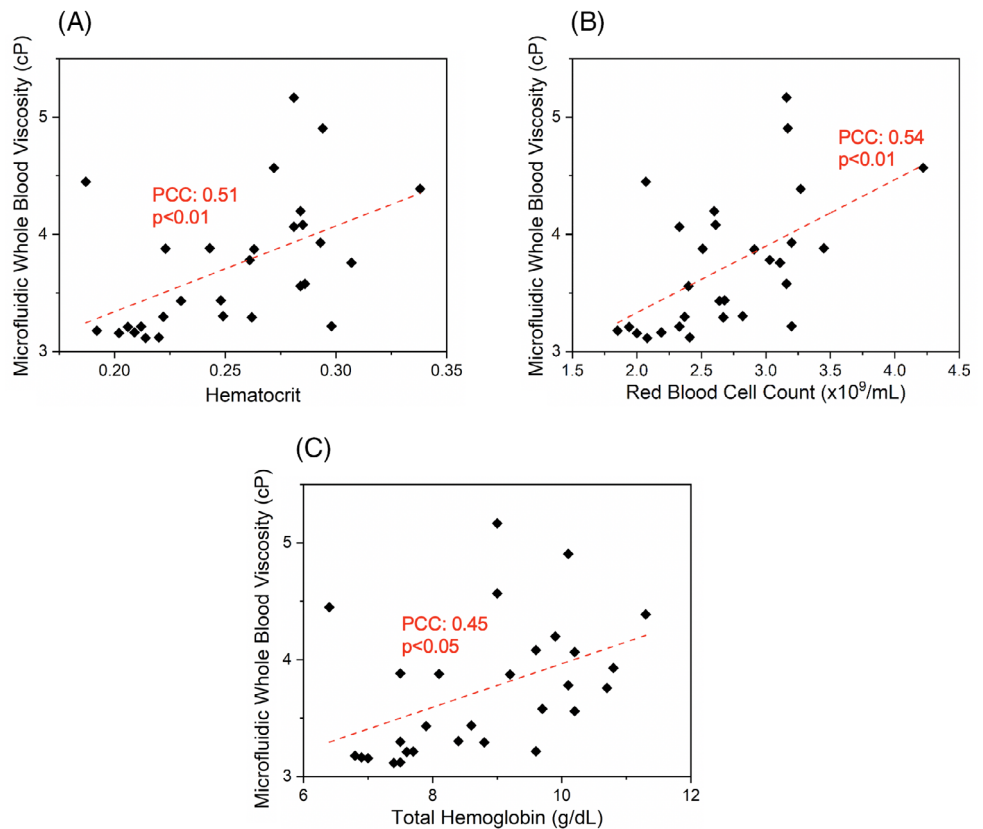 (A)
Microfluidic Whole Blood Viscosity (cP)
5
4
3
PCC: 0.51
p<0.01
0.20 0.25 0.30 0.35
Hematocrit
(B)
Microfluidic Whole Blood Viscosity (cP)
5
4
3
PCC: 0.54
p<0.01
1.5 2.0 2.5 3.0 3.5 4.0 4.5
Red Blood Cell Count (x10⁹/mL)
(C)
Microfluidic Whole Blood Viscosity (cP)
5
4
3
PCC: 0.45
p<0.05
6 8 10 12
Total Hemoglobin (g/dL)